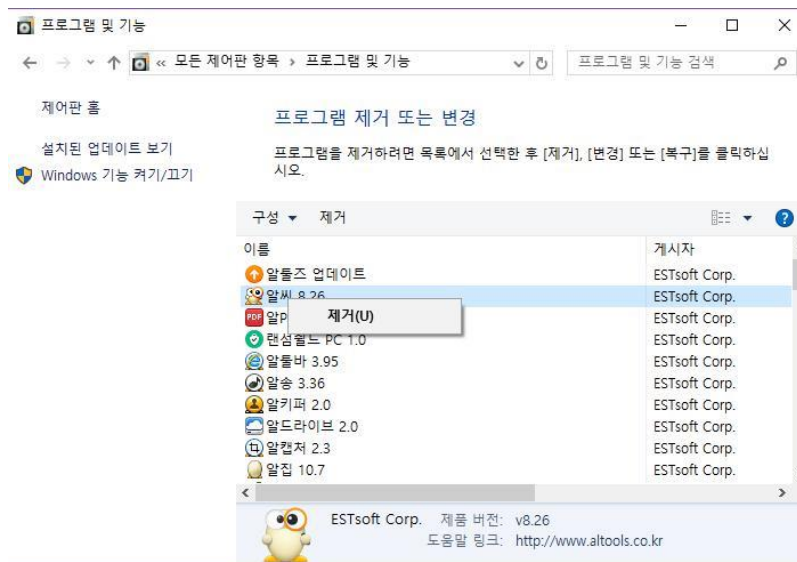 프로그램 및 기능
« 모든 제어판 항목 › 프로그램 및 기능
프로그램 및 기능 검색
제어판 홈
설치된 업데이트 보기
Windows 기능 켜기/끄기
프로그램 제거 또는 변경
프로그램을 제거하려면 목록에서 선택한 후 [제거], [변경] 또는 [복구]를 클릭하십
시오.
구성 제거
이름 게시자
알툴즈 업데이트 ESTsoft Corp.
알씨 8.26 ESTsoft Corp.
제거(U)
PDF 알P ESTsoft Corp.
랜섬쉴드 PC 1.0 ESTsoft Corp.
알툴바 3.95 ESTsoft Corp.
알송 3.36 ESTsoft Corp.
알키퍼 2.0 ESTsoft Corp.
알드라이브 2.0 ESTsoft Corp.
알캡처 2.3 ESTsoft Corp.
알집 10.7 ESTsoft Corp.
ESTsoft Corp. 제품 버전: v8.26
도움말 링크: http://www.altools.co.kr